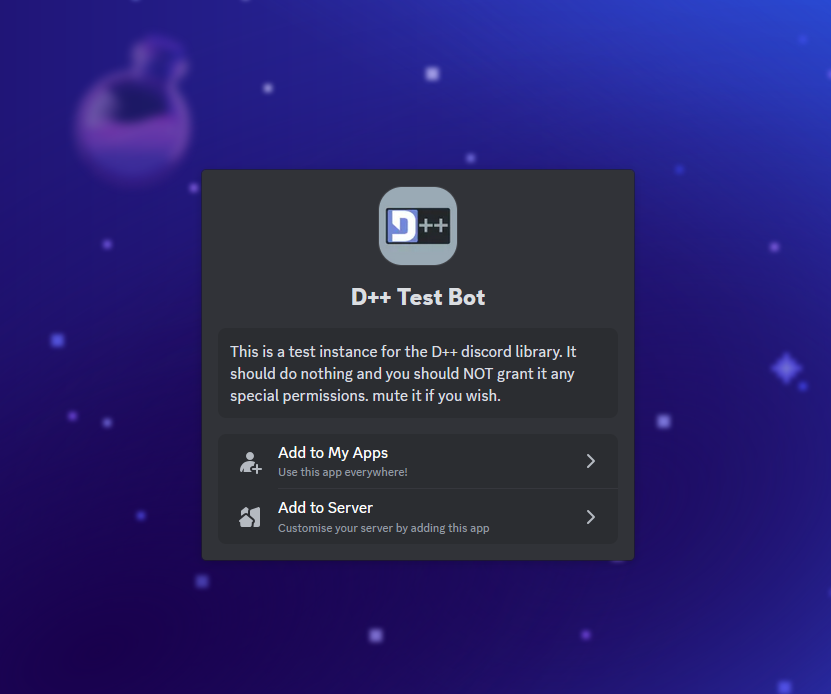 D++
D++ Test Bot
This is a test instance for the D++ discord library. It
should do nothing and you should NOT grant it any
special permissions. mute it if you wish.
Add to My Apps
Use this app everywhere!
Add to Server
Customise your server by adding this app